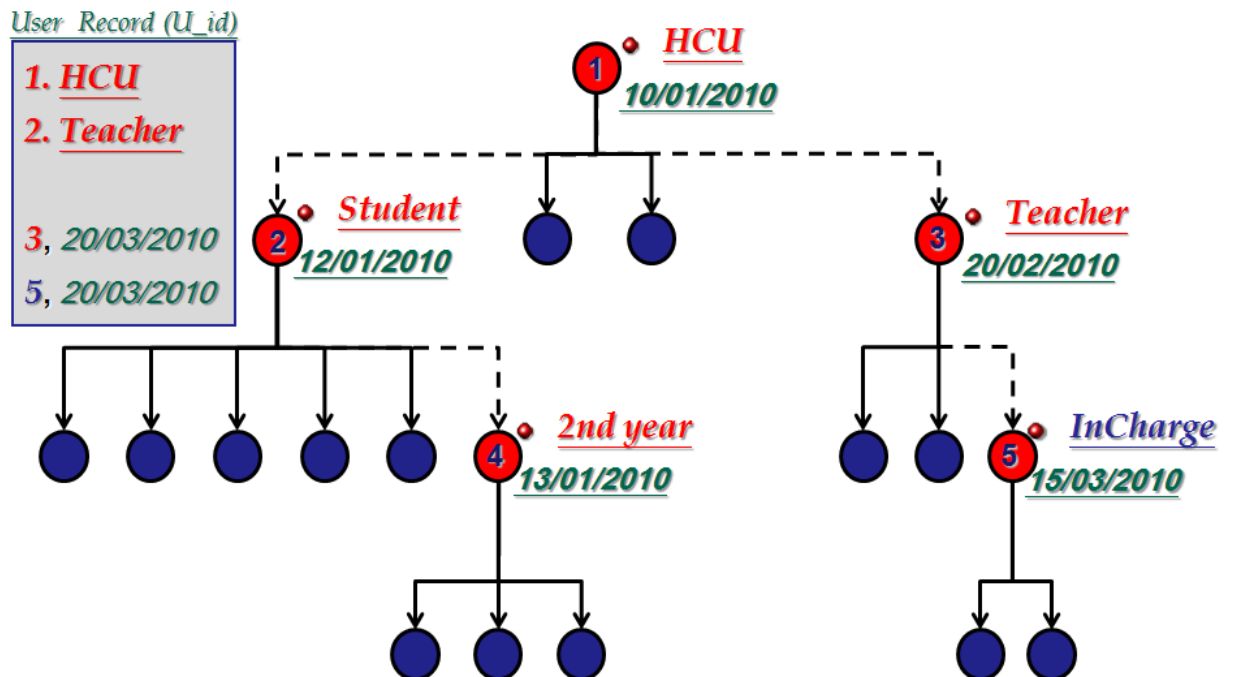 User Record (U_id)
1. HCU
2. Teacher
3, 20/03/2010
5, 20/03/2010
1
HCU
10/01/2010
2
Student
12/01/2010
3
Teacher
20/02/2010
4
2nd year
13/01/2010
5
InCharge
15/03/2010